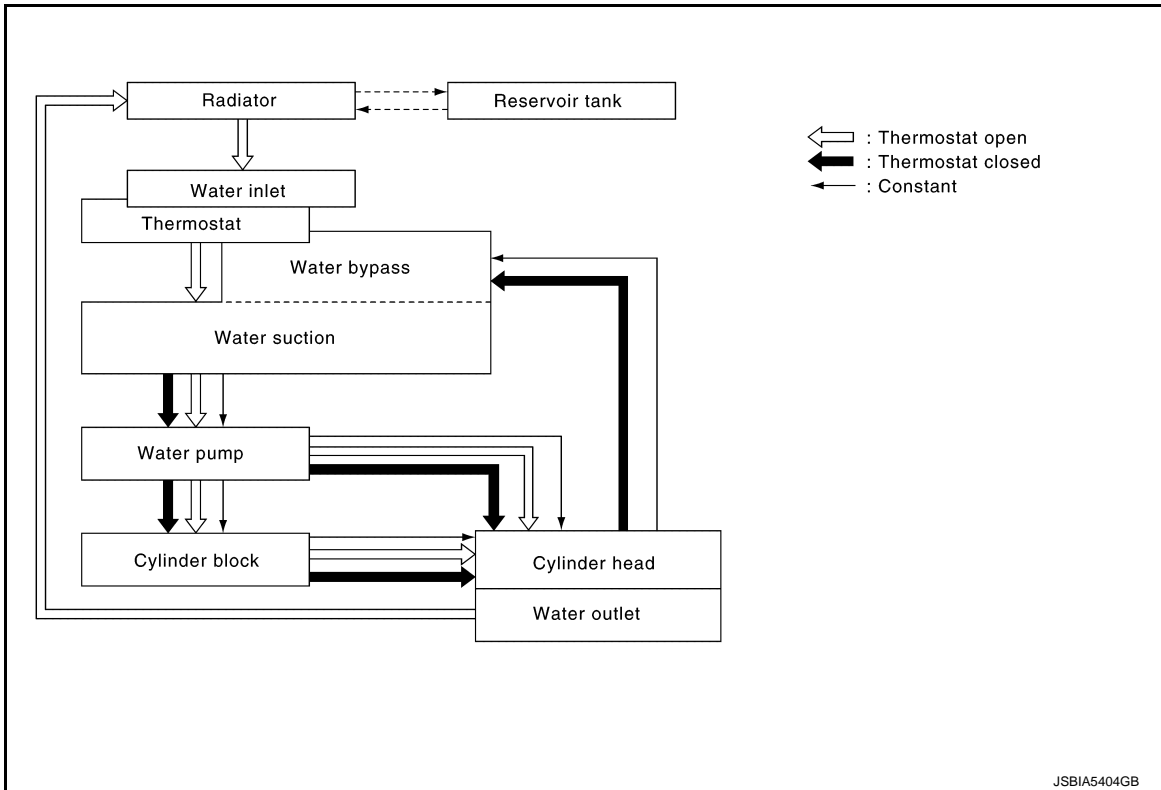 Radiator
Reservoir tank
: Thermostat open
: Thermostat closed
: Constant
Water inlet
Thermostat
Water bypass
Water suction
Water pump
Cylinder block
Cylinder head
Water outlet
JSBIA5404GB